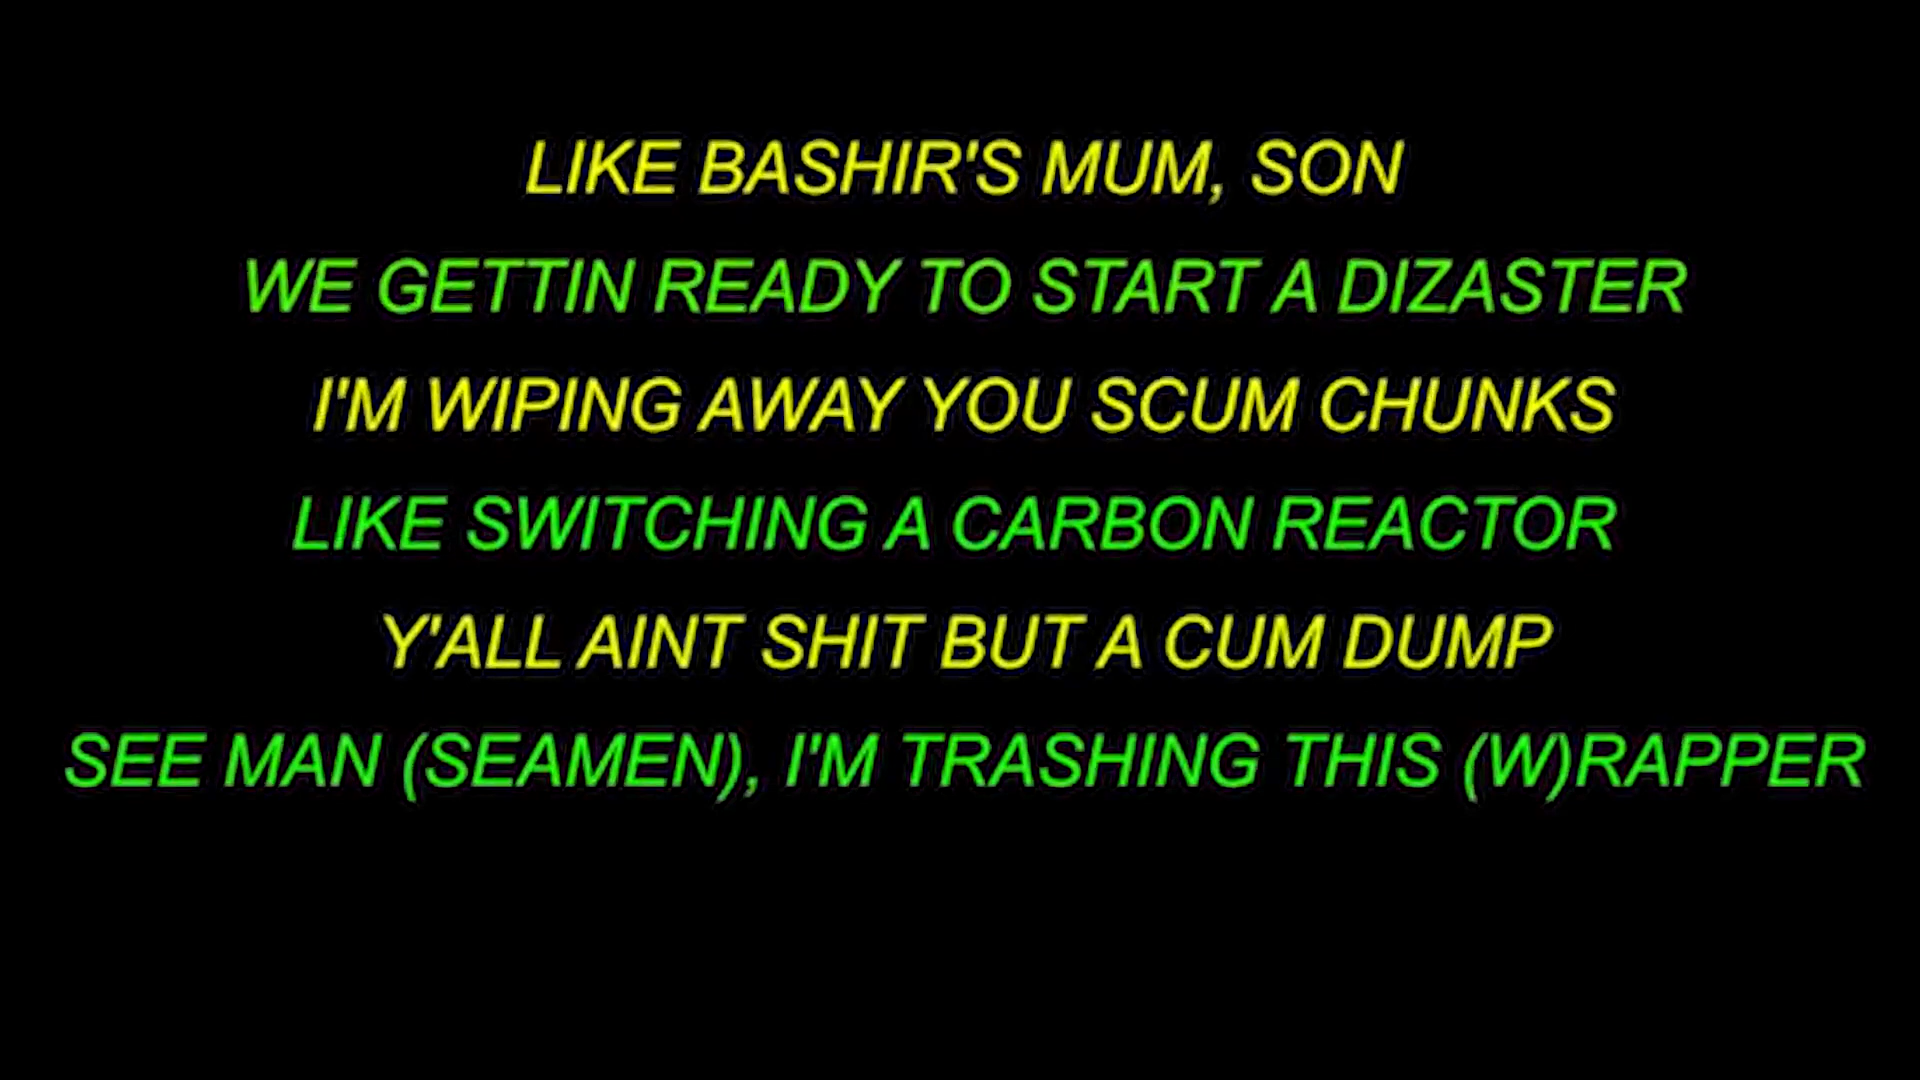 LIKE BASHIR'S MUM, SON
WE GETTIN READY TO START A DIZASTER
I'M WIPING AWAY YOU SCUM CHUNKS
LIKE SWITCHING A CARBON REACTOR
Y'ALL AINT SHIT BUT A CUM DUMP
SEE MAN (SEAMEN), I'M TRASHING THIS (W)RAPPER